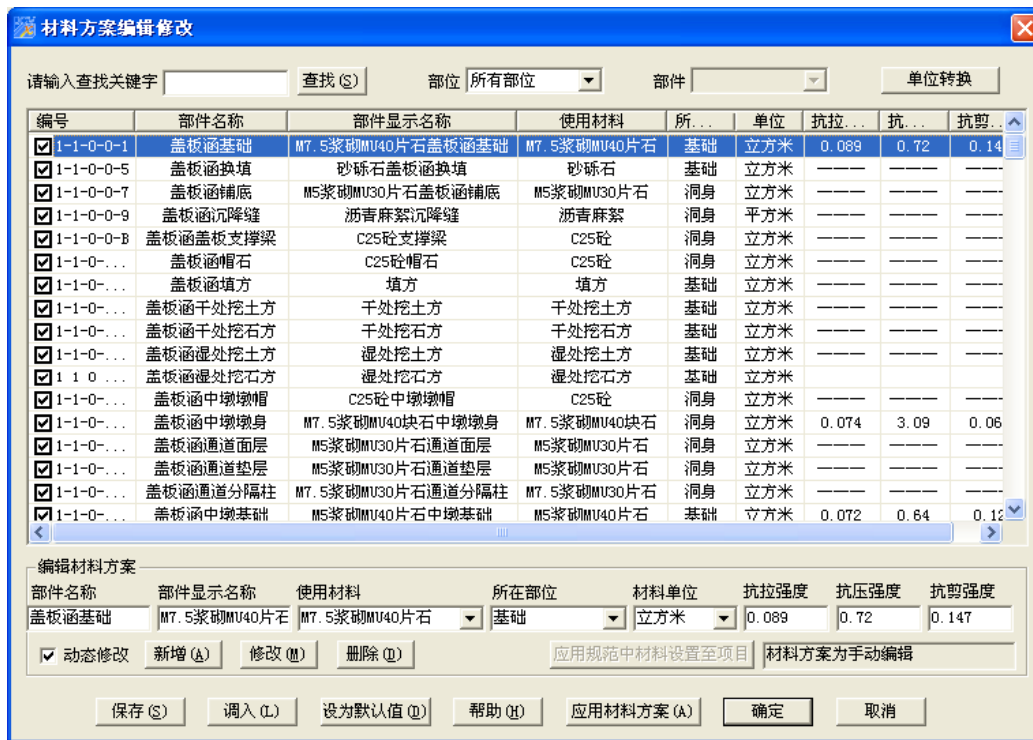 材料方案编辑修改
请输入查找关键字 查找(S) 部位 所有部位 部件 单位转换
编号 部件名称 部件显示名称 使用材料 所... 单位 抗拉... 抗... 抗剪...
1-1-0-0-1 盖板涵基础 M7.5浆砌MU40片石盖板涵基础 M7.5浆砌MU40片石 基础 立方米 0.089 0.72 0.14
1-1-0-0-5 盖板涵换填 砂砾石盖板涵换填 砂砾石 基础 立方米 ——— ——— ———
1-1-0-0-7 盖板涵铺底 M5浆砌MU30片石盖板涵铺底 M5浆砌MU30片石 洞身 立方米 ——— ——— ———
1-1-0-0-9 盖板涵沉降缝 沥青麻絮沉降缝 沥青麻絮 洞身 平方米 ——— ——— ———
1-1-0-0-B 盖板涵盖板支撑梁 C25砼支撑梁 C25砼 洞身 立方米 ——— ——— ———
1-1-0-... 盖板涵帽石 C25砼帽石 C25砼 洞身 立方米 ——— ——— ———
1-1-0-... 盖板涵填方 填方 填方 基础 立方米 ——— ——— ———
1-1-0-... 盖板涵干处挖土方 干处挖土方 干处挖土方 基础 立方米 ——— ——— ———
1-1-0-... 盖板涵干处挖石方 干处挖石方 干处挖石方 基础 立方米 ——— ——— ———
1-1-0-... 盖板涵湿处挖土方 湿处挖土方 湿处挖土方 基础 立方米 ——— ——— ———
1 1 0 ... 盖板涵湿处挖石方 湿处挖石方 湿处挖石方 基础 立方米
1-1-0-... 盖板涵中墩墩帽 C25砼中墩墩帽 C25砼 洞身 立方米 ——— ——— ———
1-1-0-... 盖板涵中墩墩身 M7.5浆砌MU40块石中墩墩身 M7.5浆砌MU40块石 洞身 立方米 0.074 3.09 0.06
1-1-0-... 盖板涵通道面层 M5浆砌MU30片石通道面层 M5浆砌MU30片石 洞身 立方米 ——— ——— ———
1-1-0-... 盖板涵通道垫层 M5浆砌MU30片石通道垫层 M5浆砌MU30片石 洞身 立方米 ——— ——— ———
1-1-0-... 盖板涵通道分隔柱 M7.5浆砌MU30片石通道分隔柱 M7.5浆砌MU30片石 洞身 立方米 ——— ——— ———
1-1-0-... 盖板涵中墩基础 M5浆砌MU40片石中墩基础 M5浆砌MU40片石 基础 立方米 0.072 0.64 0.12
编辑材料方案
部件名称 部件显示名称 使用材料 所在部位 材料单位 抗拉强度 抗压强度 抗剪强度
盖板涵基础 M7.5浆砌MU40片石 M7.5浆砌MU40片石 基础 立方米 0.089 0.72 0.147
动态修改 新增(A) 修改(M) 删除(D) 应用规范中材料设置至项目 材料方案为手动编辑
保存(S) 调入(L) 设为默认值(D) 帮助(H) 应用材料方案(A) 确定 取消